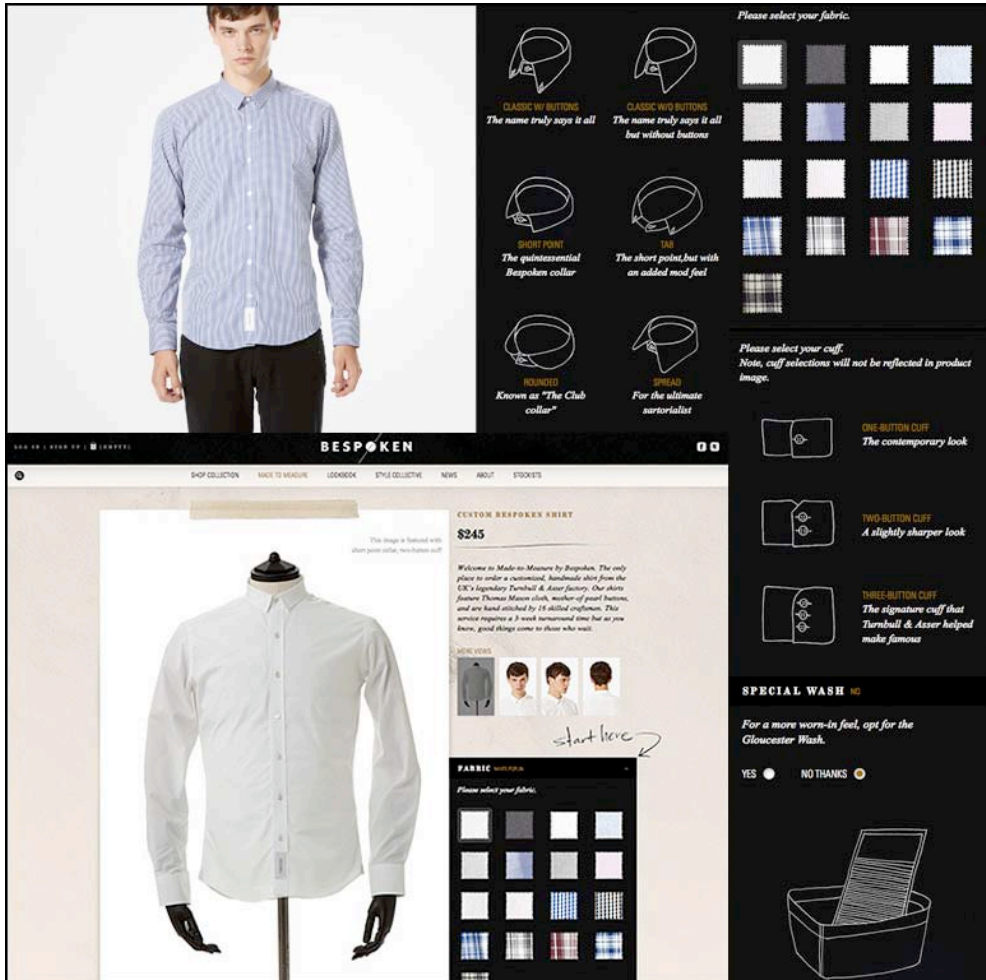 CLASSIC W/ BUTTONS
The name truly says it all
CLASSIC W/O BUTTONS
The name truly says it all
but without buttons
SHORT POINT
The quintessential
Bespoken collar
TAB
The short point,but with
an added mod feel
ROUNDED
Known as "The Club
collar"
SPREAD
For the ultimate
sartorialist
Please select your fabric.
Please select your cuff.
Note, cuff selections will not be reflected in product
image.
ONE-BUTTON CUFF
The contemporary look
TWO-BUTTON CUFF
A slightly sharper look
THREE-BUTTON CUFF
The signature cuff that
Turnbull & Asser helped
make famous
SPECIAL WASH NO
For a more worn-in feel, opt for the
Gloucester Wash.
YES NO THANKS
LOG IN | SIGN UP | (EMPTY)
BESPOKEN
SHOP COLLECTION MADE TO MEASURE LOOKBOOK STYLE COLLECTIVE NEWS ABOUT STOCKISTS
This image is featured with
short point collar, two-button cuff
CUSTOM BESPOKEN SHIRT
$245
Welcome to Made-to-Measure by Bespoken. The only
place to order a customized, handmade shirt from the
UK's legendary Turnbull & Asser factory. Our shirts
feature Thomas Mason cloth, mother-of-pearl buttons,
and are hand-stitched by 16 skilled craftsman. This
service requires a 3-week turnaround time but as you
know, good things come to those who wait.
MORE VIEWS
start here
FABRIC WHITE POPLIN
Please select your fabric.